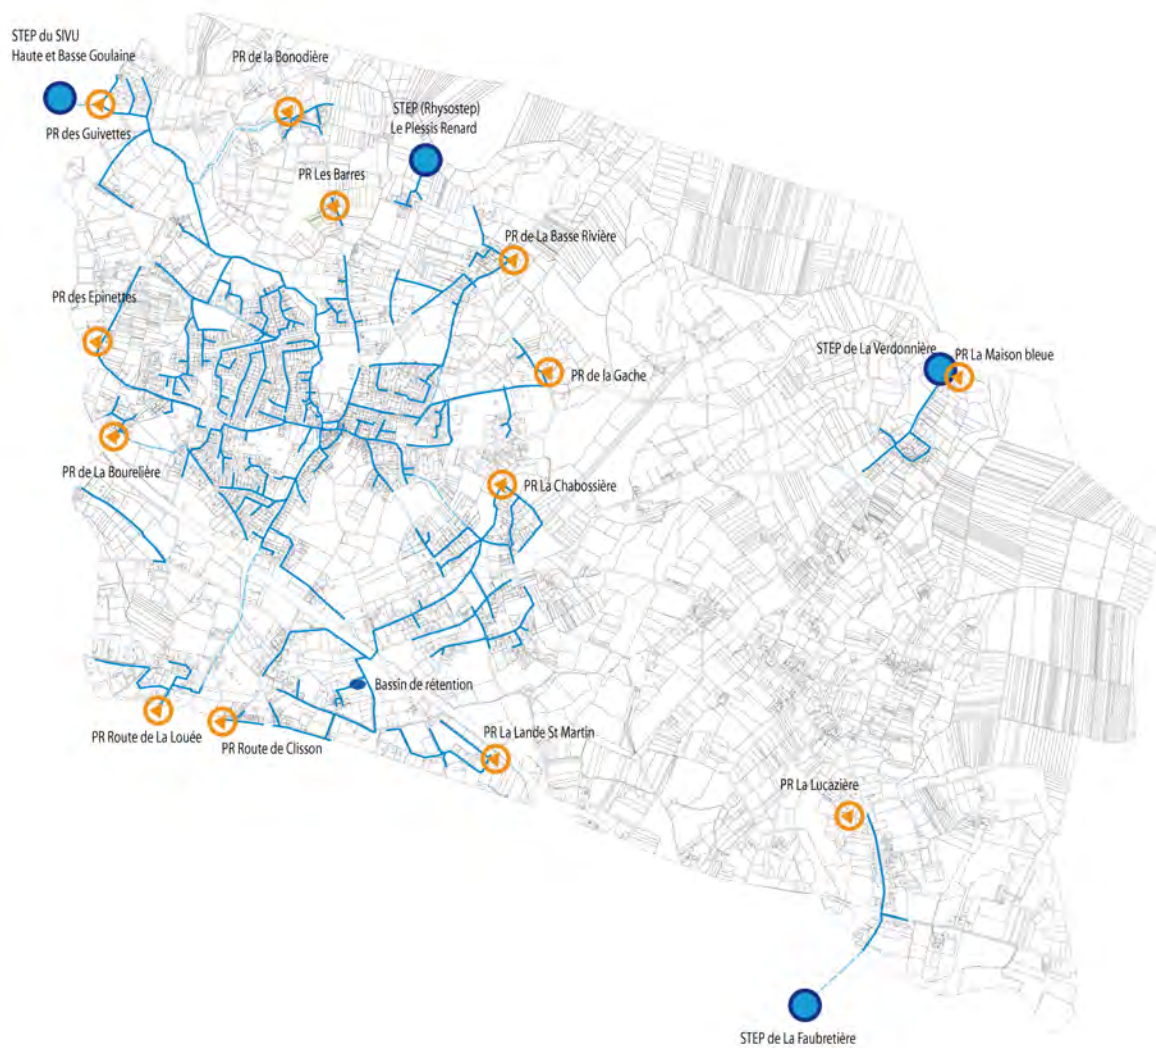 STEP du SIVU
Haute et Basse Goulaine
PR de la Bonodière
STEP (Rhysostep)
Le Plessis Renard
PR des Guivettes
PR Les Barres
PR de La Basse Rivière
PR des Epinettes
STEP de La Verdonnière
PR La Maison bleue
PR de la Gache
PR de La Bourelière
PR La Chabossière
Bassin de rétention
PR Route de La Louée
PR Route de Clisson
PR La Lande St Martin
PR La Lucazière
STEP de La Faubretière